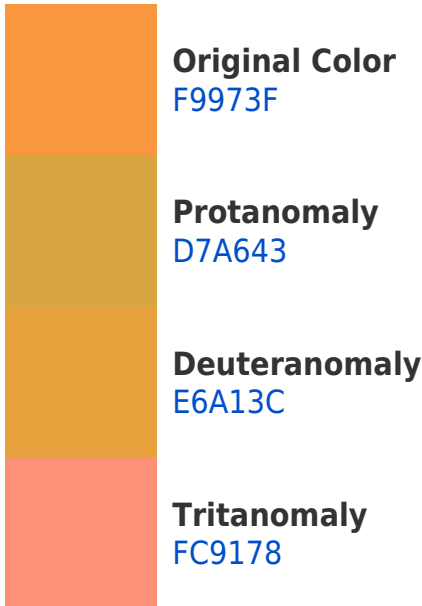 Original Color
F9973F
Protanomaly
D7A643
Deuteranomaly
E6A13C
Tritanomaly
FC9178